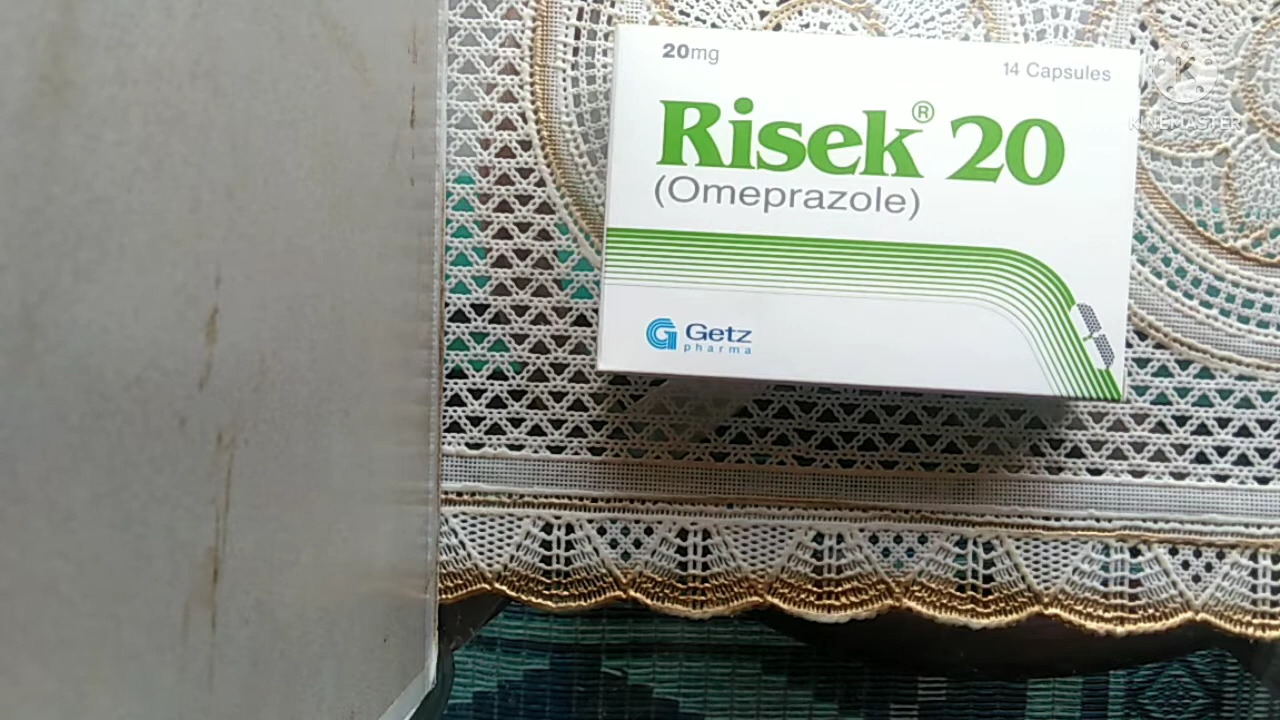 20mg
14 Capsules
Risek® 20
(Omeprazole)
Getz
pharma
K
KINEMASTER